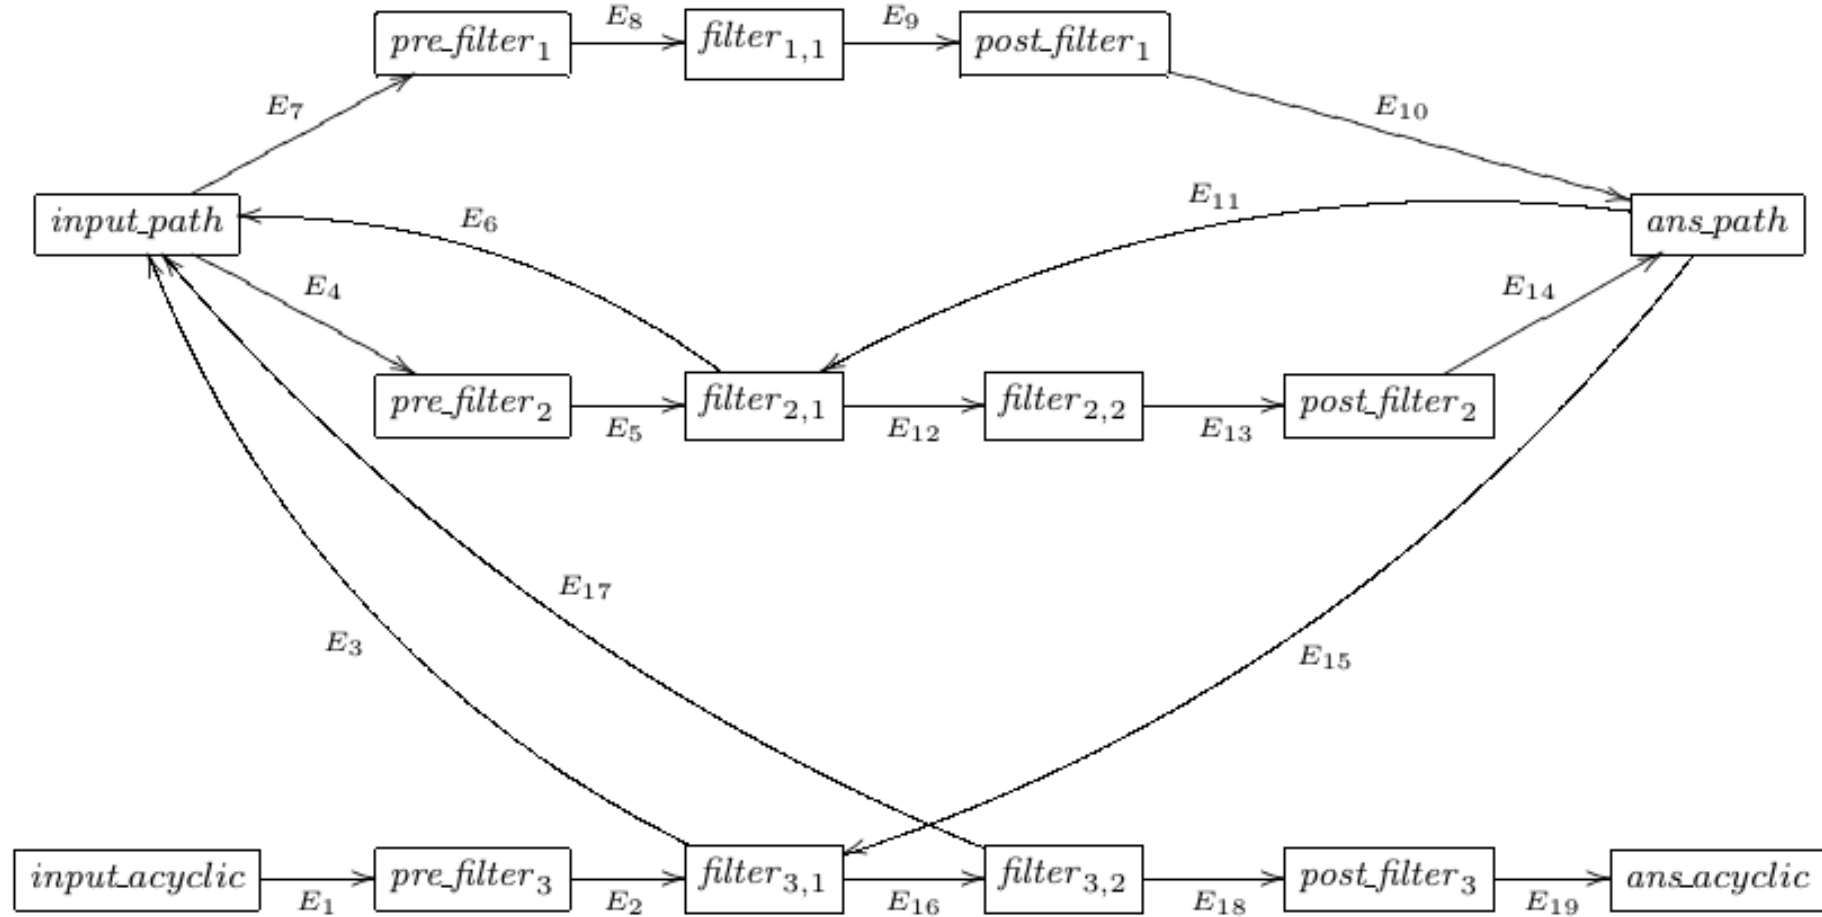 E₈ E₉
pre_filter₁ filter₁,₁ post_filter₁
E₇ E₁₀
E₁₁
input_path E₆ ans_path
E₄ E₁₄
pre_filter₂ filter₂,₁ filter₂,₂ post_filter₂
E₅ E₁₂ E₁₃
E₁₇
E₃ E₁₅
input_acyclic pre_filter₃ filter₃,₁ filter₃,₂ post_filter₃ ans_acyclic
E₁ E₂ E₁₆ E₁₈ E₁₉